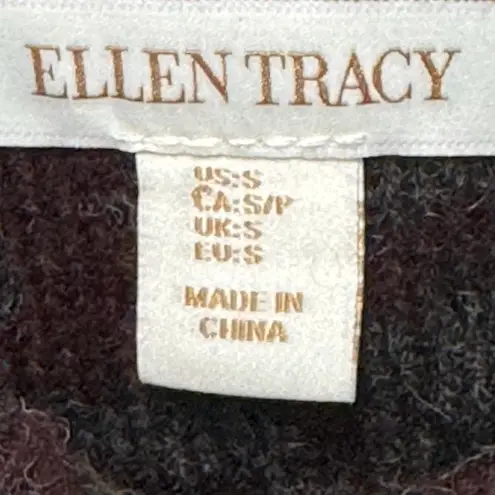 ELLEN TRACY
US:S
CA:S/P
UK:S
EU:S
MADE IN
CHINA